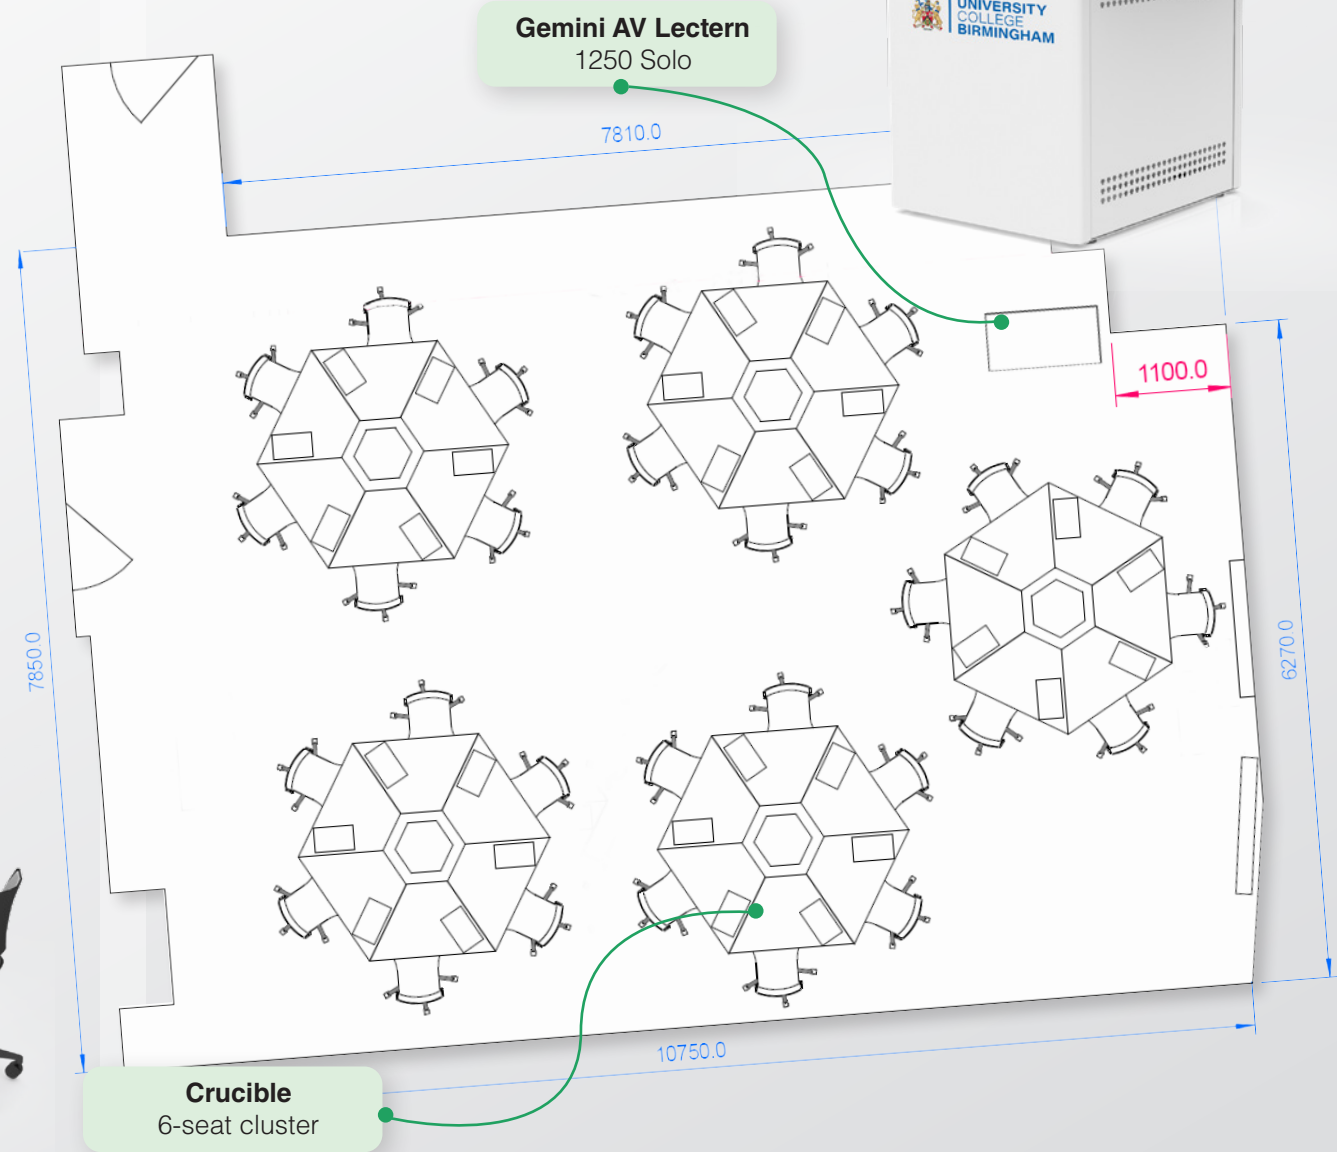 UNIVERSITY
COLLEGE
BIRMINGHAM
Gemini AV Lectern
1250 Solo
7810.0
1100.0
7850.0
6270.0
10750.0
Crucible
6-seat cluster